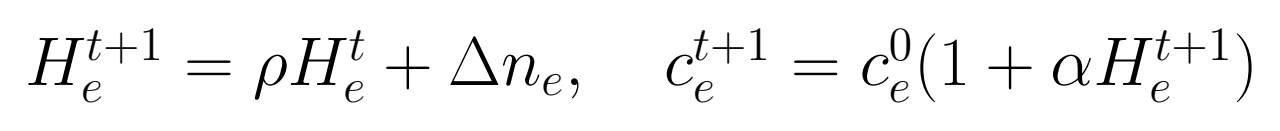 $H_e^{t+1} = \rho H_e^t + \Delta n_e, \quad c_e^{t+1} = c_e^0(1 + \alpha H_e^{t+1})$